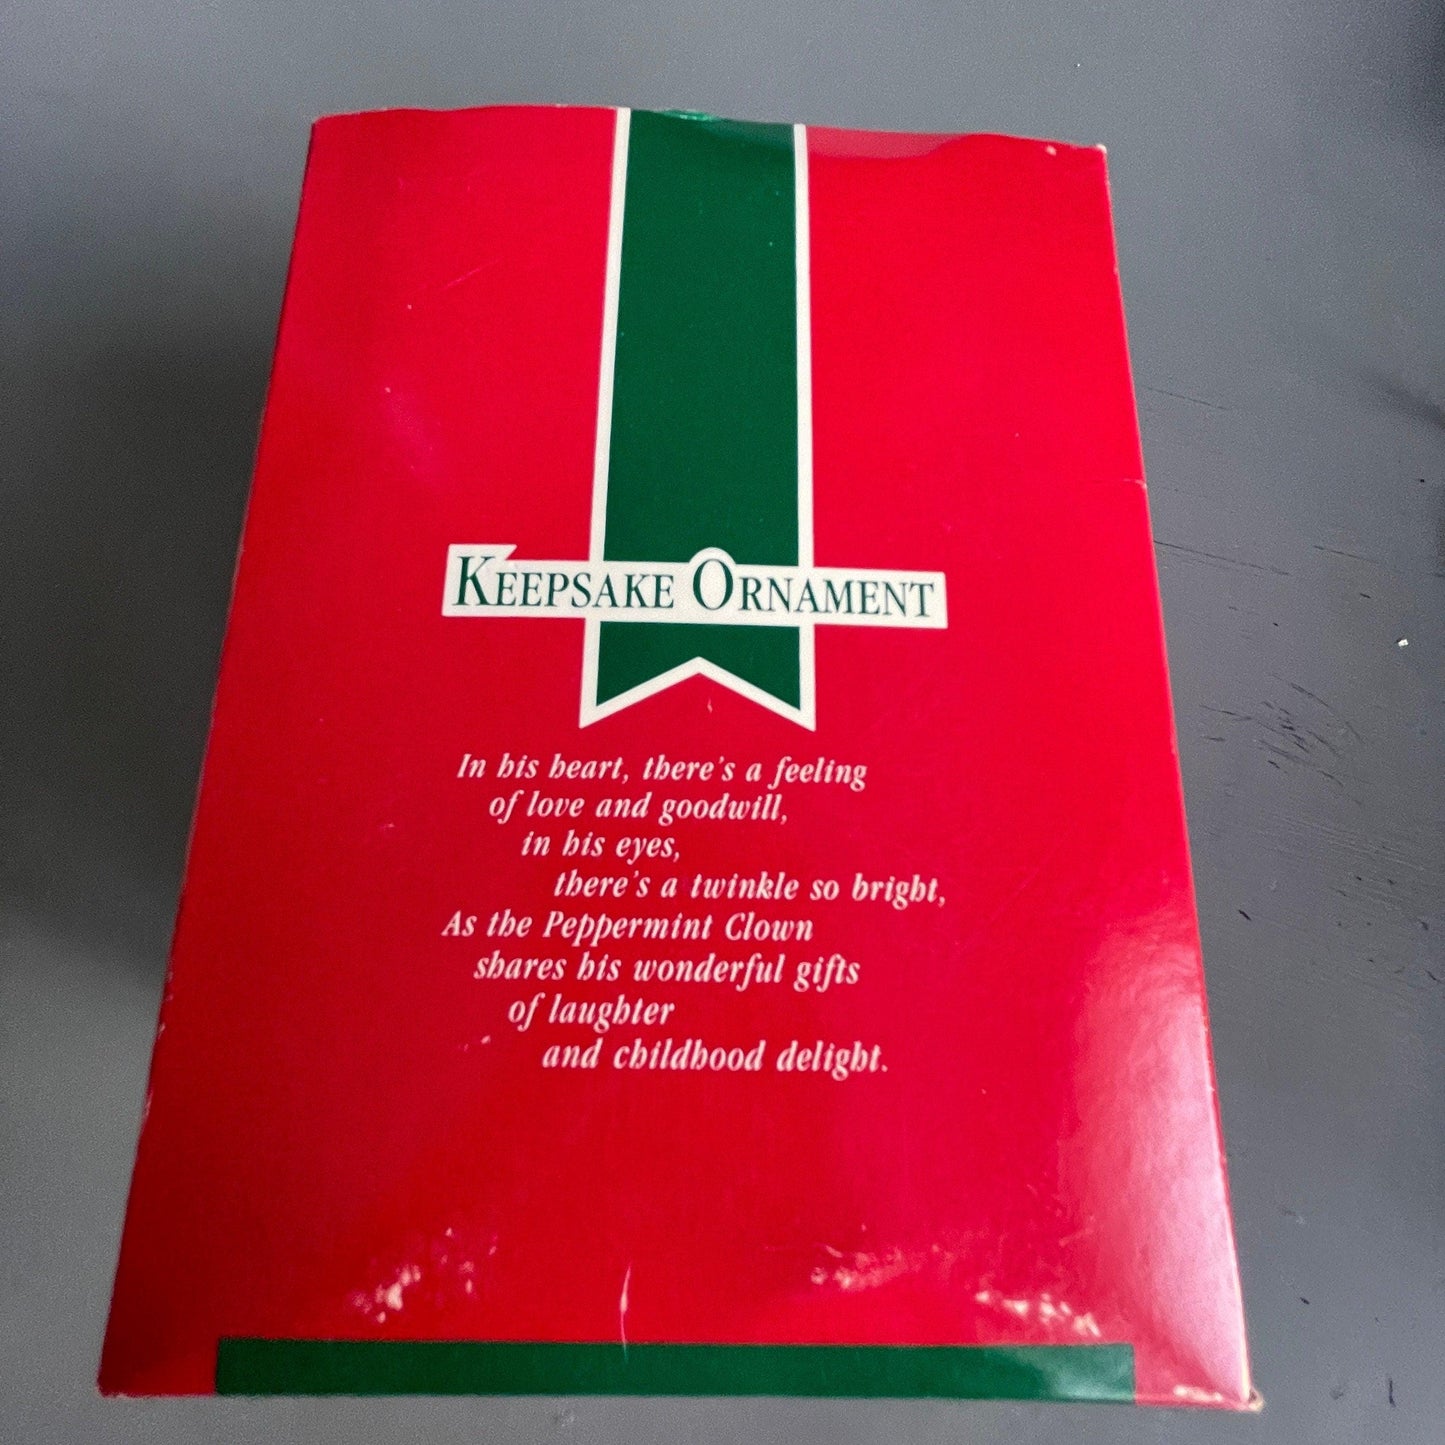 KEEPSAKE ORNAMENT
In his heart, there's a feeling
of love and goodwill,
in his eyes,
there's a twinkle so bright,
As the Peppermint Clown
shares his wonderful gifts
of laughter
and childhood delight.